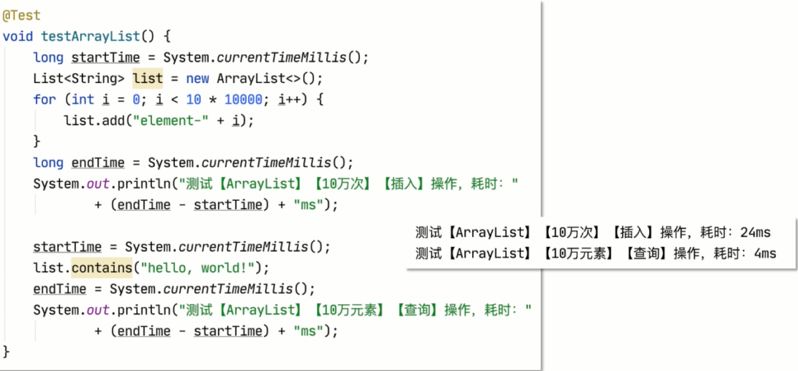 @Test
void testArrayList() {
    long startTime = System.currentTimeMillis();
    List<String> list = new ArrayList<>();
    for (int i = 0; i < 10 * 10000; i++) {
        list.add("element-" + i);
    }
    long endTime = System.currentTimeMillis();
    System.out.println("测试【ArrayList】【10万次】【插入】操作，耗时："
            + (endTime - startTime) + "ms");

    startTime = System.currentTimeMillis();
    list.contains("hello, world!");
    endTime = System.currentTimeMillis();
    System.out.println("测试【ArrayList】【10万元素】【查询】操作，耗时："
            + (endTime - startTime) + "ms");
}
测试【ArrayList】【10万次】【插入】操作，耗时：24ms
测试【ArrayList】【10万元素】【查询】操作，耗时：4ms